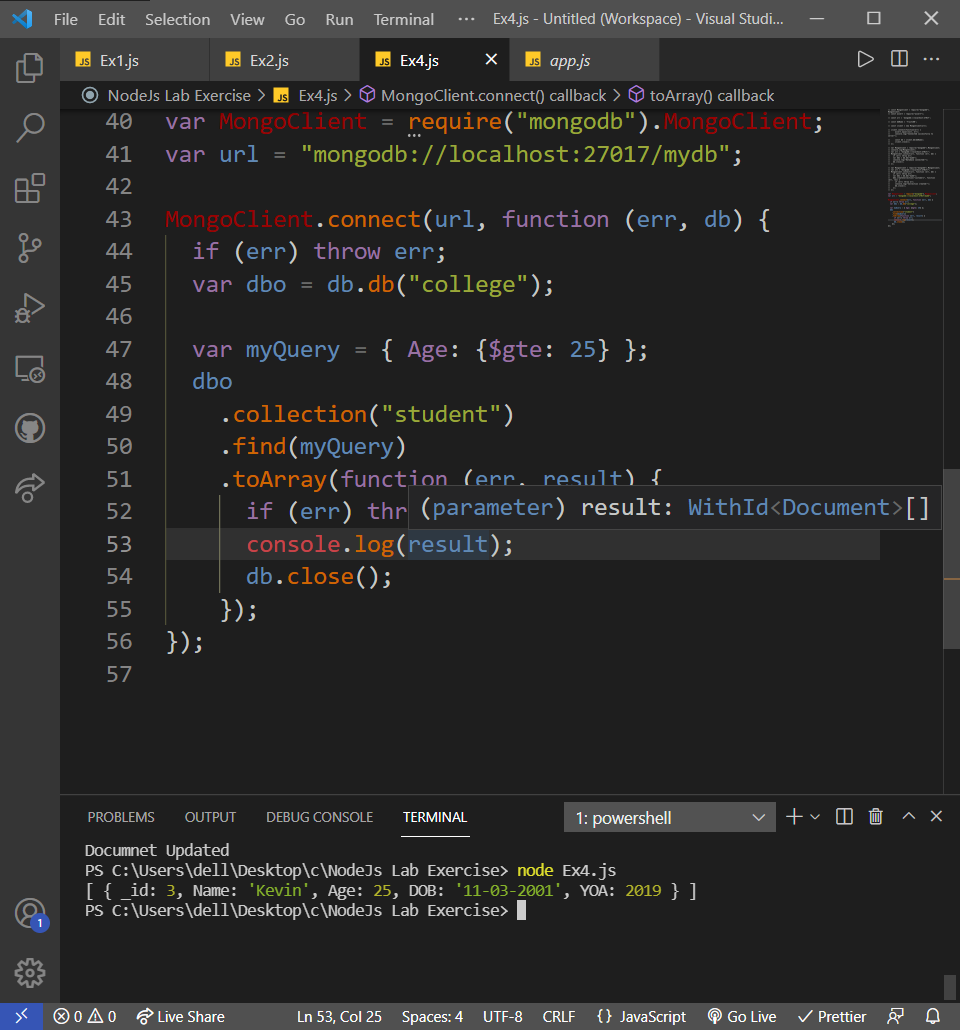 File Edit Selection View Go Run Terminal ··· Ex4.js - Untitled (Workspace) - Visual Studi...
JS Ex1.js JS Ex2.js JS Ex4.js JS app.js ···
NodeJs Lab Exercise > JS Ex4.js > MongoClient.connect() callback > toArray() callback
40 var MongoClient = require("mongodb").MongoClient;
41 var url = "mongodb://localhost:27017/mydb";
42
43 MongoClient.connect(url, function (err, db) {
44 if (err) throw err;
45 var dbo = db.db("college");
46
47 var myQuery = { Age: {$gte: 25} };
48 dbo
49 .collection("student")
50 .find(myQuery)
51 .toArray(function (err, result) {
52 if (err) thr (parameter) result: WithId<Document>[]
53 console.log(result);
54 db.close();
55 });
56 });
57
PROBLEMS OUTPUT DEBUG CONSOLE TERMINAL 1: powershell
Documnet Updated
PS C:\Users\dell\Desktop\c\NodeJs Lab Exercise> node Ex4.js
[ { _id: 3, Name: 'Kevin', Age: 25, DOB: '11-03-2001', YOA: 2019 } ]
PS C:\Users\dell\Desktop\c\NodeJs Lab Exercise>
1
0 0 Live Share Ln 53, Col 25 Spaces: 4 UTF-8 CRLF {} JavaScript Go Live Prettier